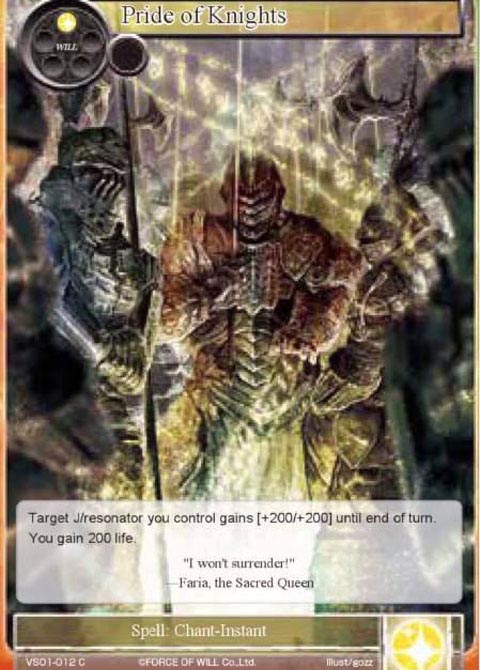 Pride of Knights
WILL
Target J/resonator you control gains [+200/+200] until end of turn.
You gain 200 life.
"I won't surrender!"
—Faria, the Sacred Queen
Spell: Chant-Instant
VS01-012 C ©FORCE OF WILL Co.,Ltd. Illust/gozz